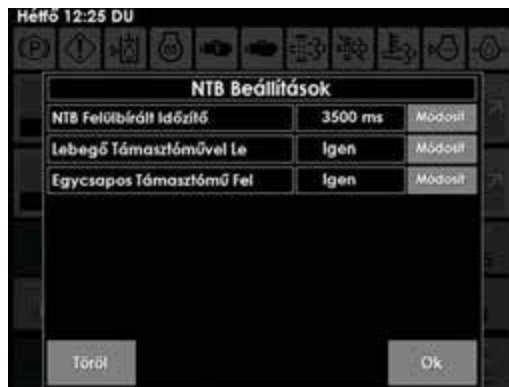 Hétfő 12:25 DU
NTB Beállítások
NTB Felülbírált Időzítő 3500 ms Módosít
Lebegő Támasztóművel Le Igen Módosít
Egycsapos Támasztómű Fel Igen Módosít
Töröl Ok